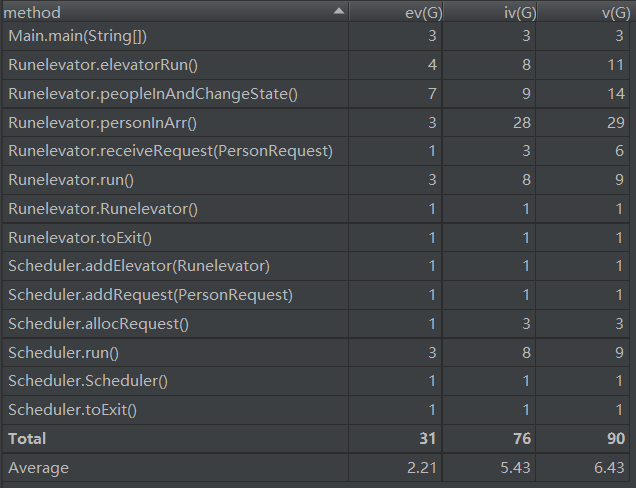 method ev(G) iv(G) v(G)
Main.main(String[]) 3 3 3
Runelevator.elevatorRun() 4 8 11
Runelevator.peopleInAndChangeState() 7 9 14
Runelevator.personInArr() 3 28 29
Runelevator.receiveRequest(PersonRequest) 1 3 6
Runelevator.run() 3 8 9
Runelevator.Runelevator() 1 1 1
Runelevator.toExit() 1 1 1
Scheduler.addElevator(Runelevator) 1 1 1
Scheduler.addRequest(PersonRequest) 1 1 1
Scheduler.allocRequest() 1 3 3
Scheduler.run() 3 8 9
Scheduler.Scheduler() 1 1 1
Scheduler.toExit() 1 1 1
Total 31 76 90
Average 2.21 5.43 6.43